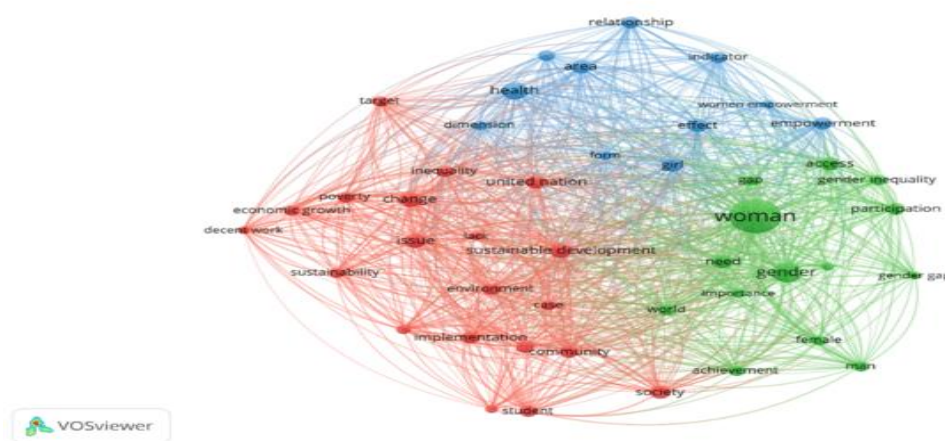 relationship
indicator
area
health
target
women empowerment
dimension
effect
empowerment
form
girl
access
inequality
united nation
gap
gender inequality
poverty
change
economic growth
woman
participation
decent work
lack
issue
sustainable development
need
sustainability
gender
gender gap
environment
importance
case
world
implementation
female
community
man
achievement
society
student
VOSviewer